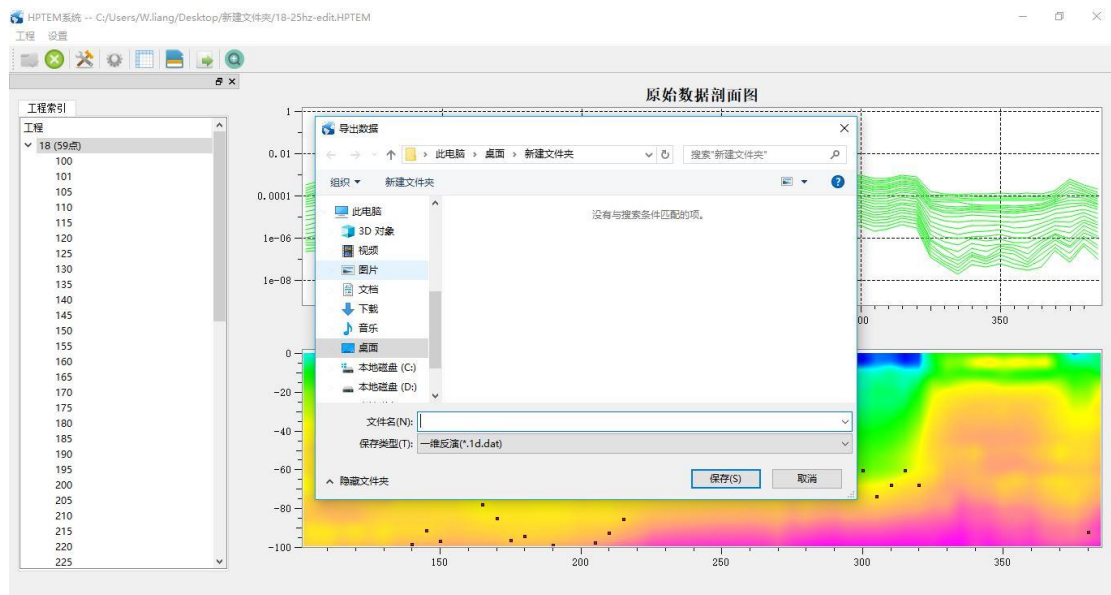 HPTEM系统 -- C:/Users/W.liang/Desktop/新建文件夹/18-25hz-edit.HPTEM
工程 设置
工程索引
工程
18 (59点)
100
101
105
110
115
120
125
130
135
140
145
150
155
160
165
170
175
180
185
190
195
200
205
210
215
220
225
原始数据剖面图
1
0.01
0.0001
1e-06
1e-08
00 350
导出数据
此电脑 › 桌面 › 新建文件夹 搜索"新建文件夹"
组织 新建文件夹
此电脑
3D 对象
视频
图片
文档
下载
音乐
桌面
本地磁盘 (C:)
本地磁盘 (D:)
没有与搜索条件匹配的项。
文件名(N):
保存类型(T): 一维反演(*.1d.dat)
隐藏文件夹 保存(S) 取消
0
-20
-40
-60
-80
-100
150 200 250 300 350